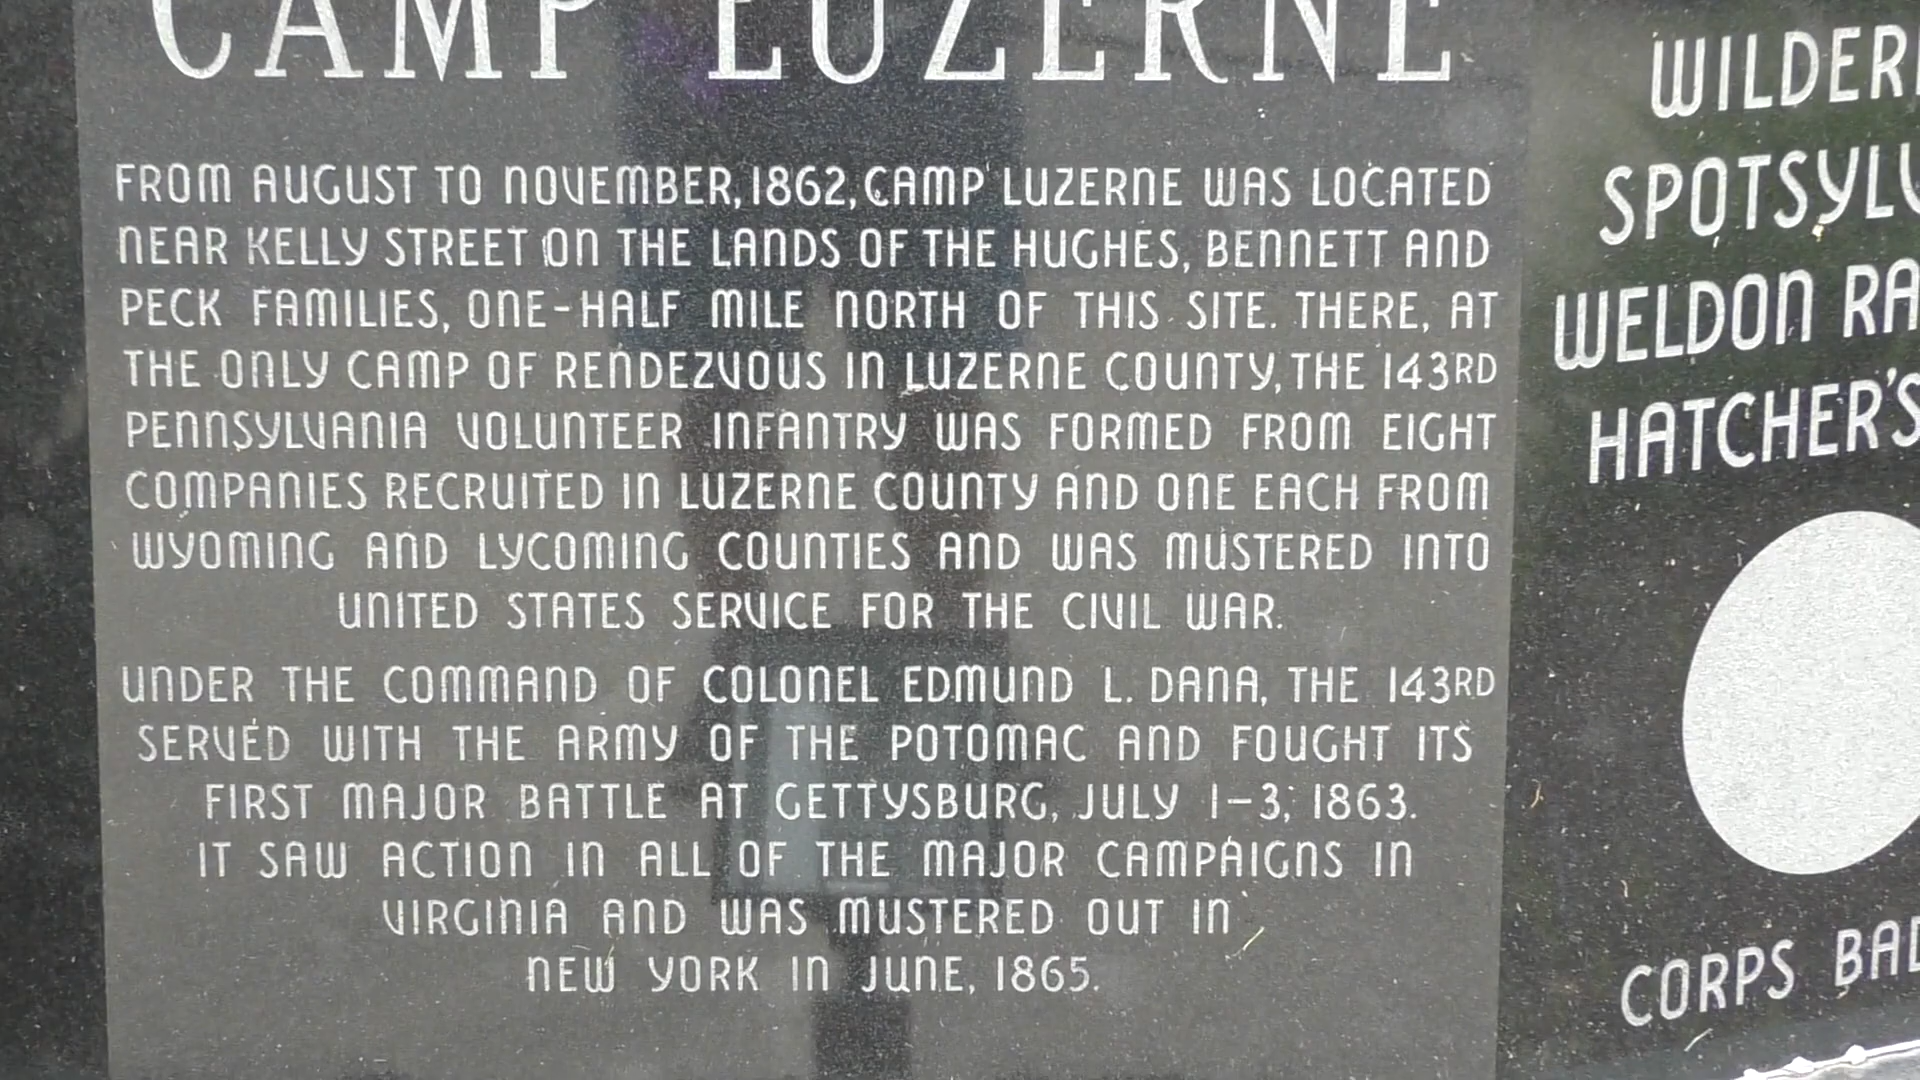 CAMP LUZERNE
FROM AUGUST TO NOVEMBER, 1862, CAMP LUZERNE WAS LOCATED
NEAR KELLY STREET ON THE LANDS OF THE HUGHES, BENNETT AND
PECK FAMILIES, ONE-HALF MILE NORTH OF THIS SITE. THERE, AT
THE ONLY CAMP OF RENDEZVOUS IN LUZERNE COUNTY, THE 143RD
PENNSYLVANIA VOLUNTEER INFANTRY WAS FORMED FROM EIGHT
COMPANIES RECRUITED IN LUZERNE COUNTY AND ONE EACH FROM
WYOMING AND LYCOMING COUNTIES AND WAS MUSTERED INTO
UNITED STATES SERVICE FOR THE CIVIL WAR.
UNDER THE COMMAND OF COLONEL EDMUND L. DANA, THE 143RD
SERVED WITH THE ARMY OF THE POTOMAC AND FOUGHT ITS
FIRST MAJOR BATTLE AT GETTYSBURG, JULY 1-3, 1863.
IT SAW ACTION IN ALL OF THE MAJOR CAMPAIGNS IN
VIRGINIA AND WAS MUSTERED OUT IN
NEW YORK IN JUNE, 1865.
WILDER
SPOTSYLV
WELDON RA
HATCHER'S
CORPS BAD